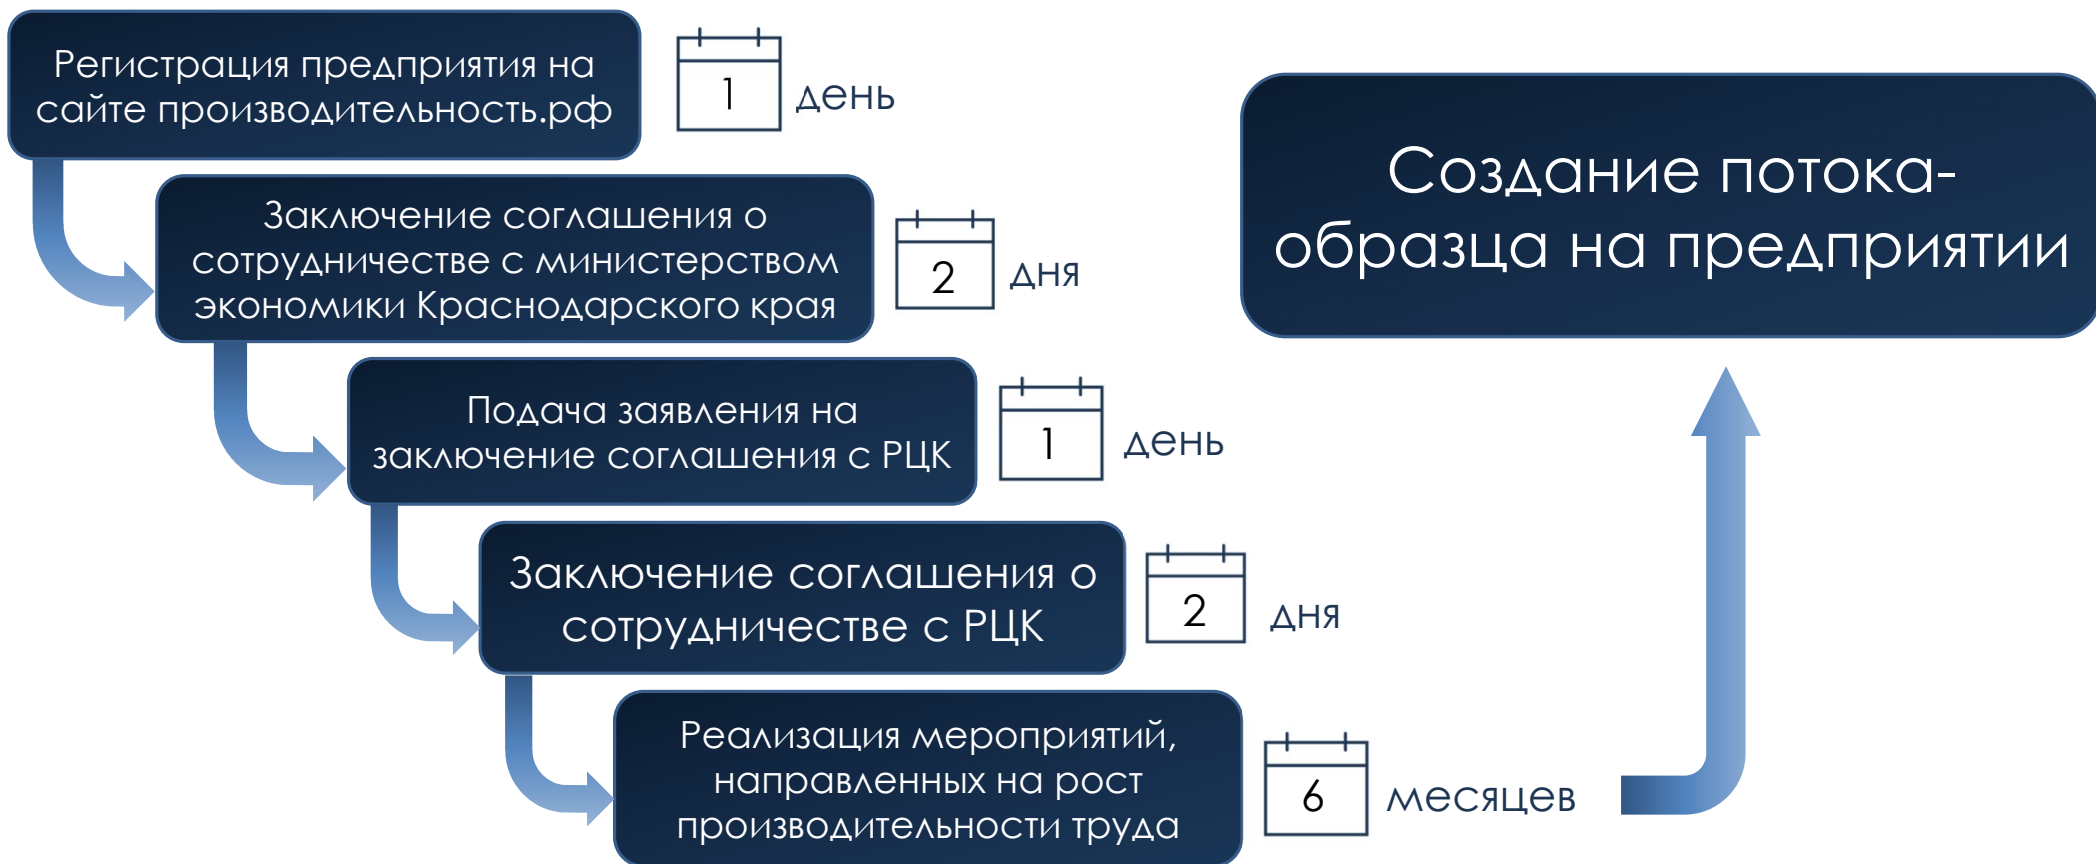 Регистрация предприятия на
сайте производительность.рф
1
день
Заключение соглашения о
сотрудничестве с министерством
экономики Краснодарского края
2
дня
Подача заявления на
заключение соглашения с РЦК
1
день
Заключение соглашения о
сотрудничестве с РЦК
2
дня
Реализация мероприятий,
направленных на рост
производительности труда
6
месяцев
Создание потока-
образца на предприятии